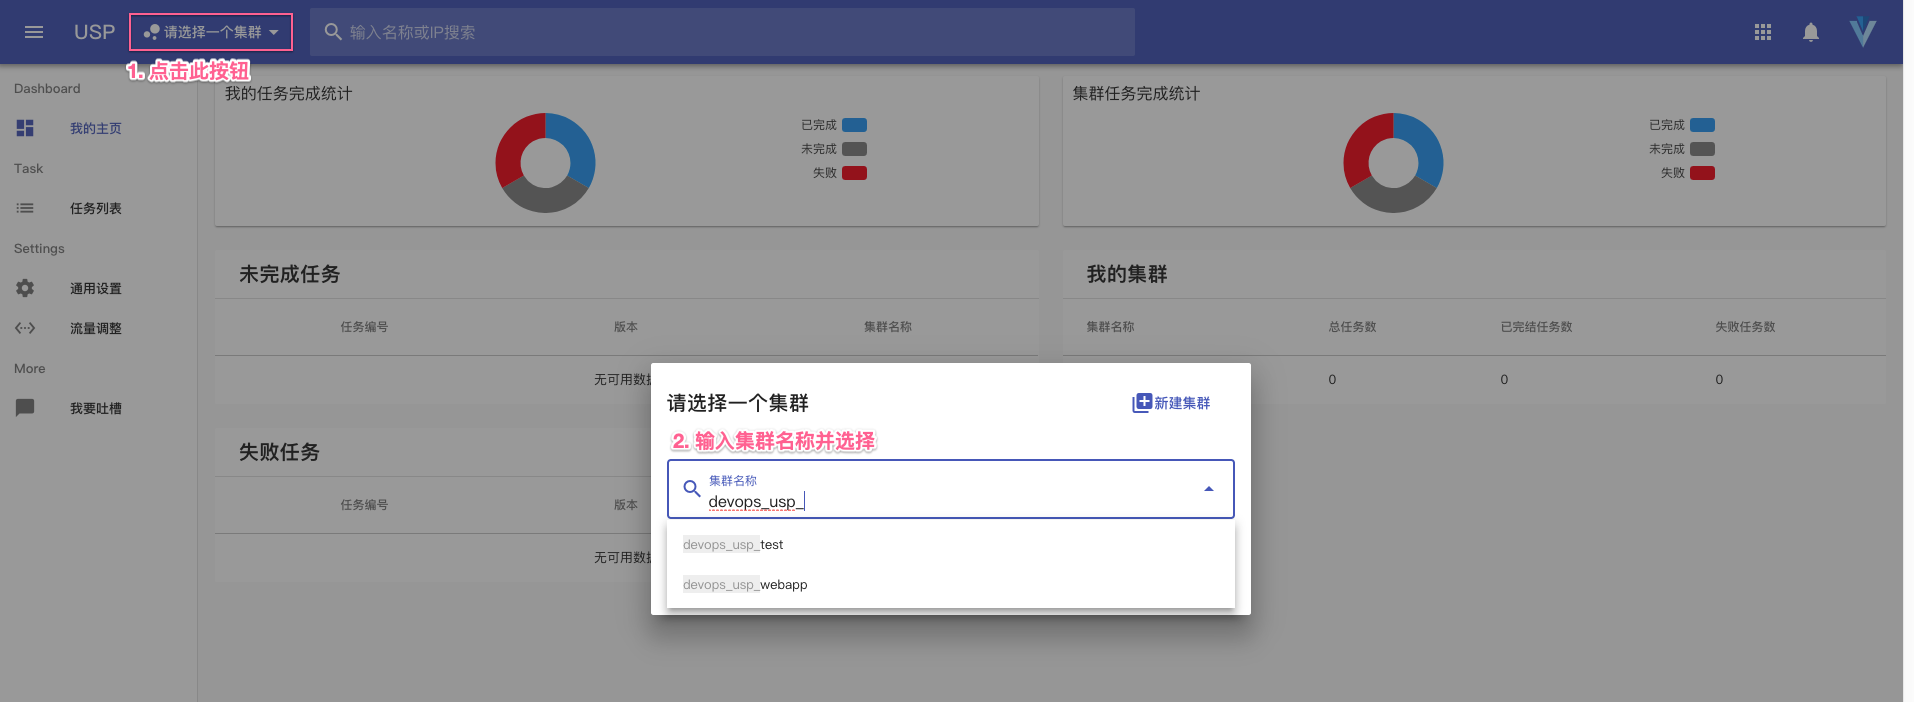 USP
请选择一个集群
输入名称或IP搜索
1. 点击此按钮
Dashboard
我的主页
Task
任务列表
Settings
通用设置
流量调整
More
我要吐槽
我的任务完成统计
已完成
未完成
失败
集群任务完成统计
已完成
未完成
失败
未完成任务
任务编号 版本 集群名称
无可用数
我的集群
集群名称 总任务数 已完结任务数 失败任务数
0 0 0
失败任务
任务编号 版本
无可用数
请选择一个集群
新建集群
2. 输入集群名称并选择
集群名称
devops_usp_
devops_usp_test
devops_usp_webapp